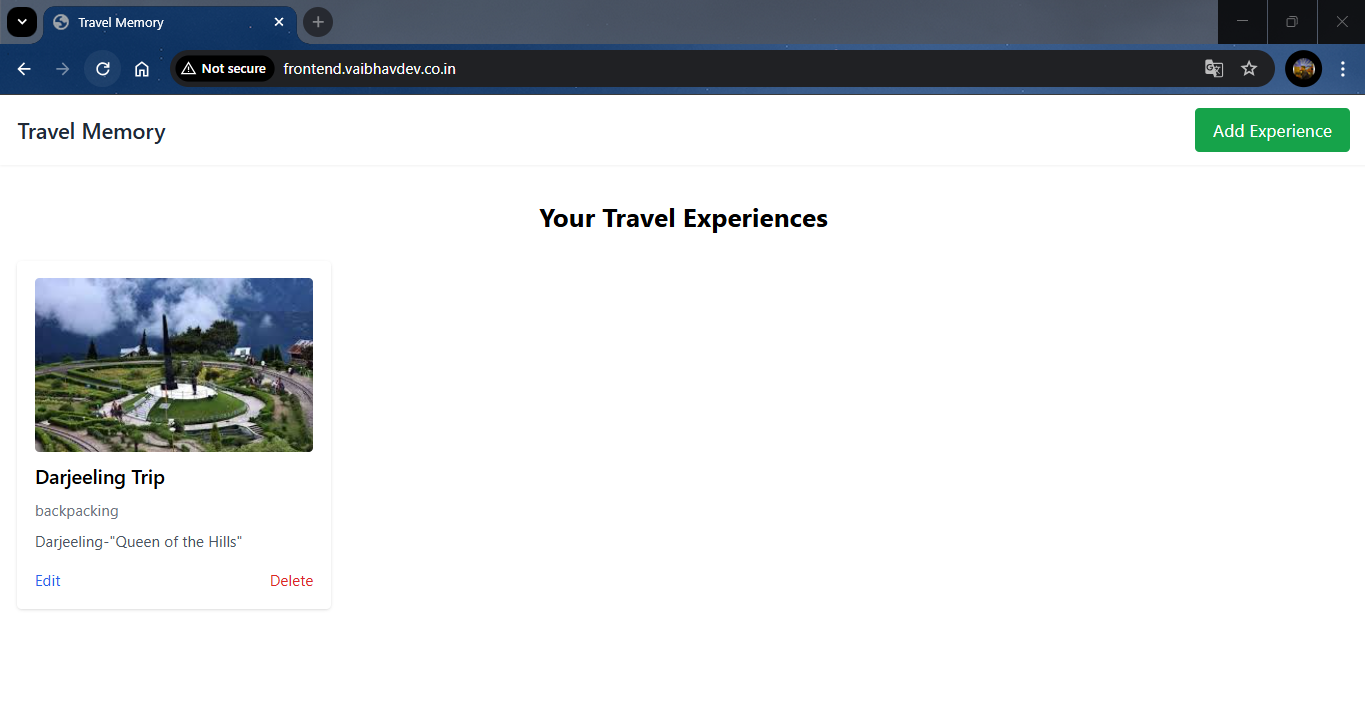 Travel Memory
Not secure frontend.vaibhavdev.co.in
Travel Memory
Add Experience
Your Travel Experiences
Darjeeling Trip
backpacking
Darjeeling-"Queen of the Hills"
Edit
Delete